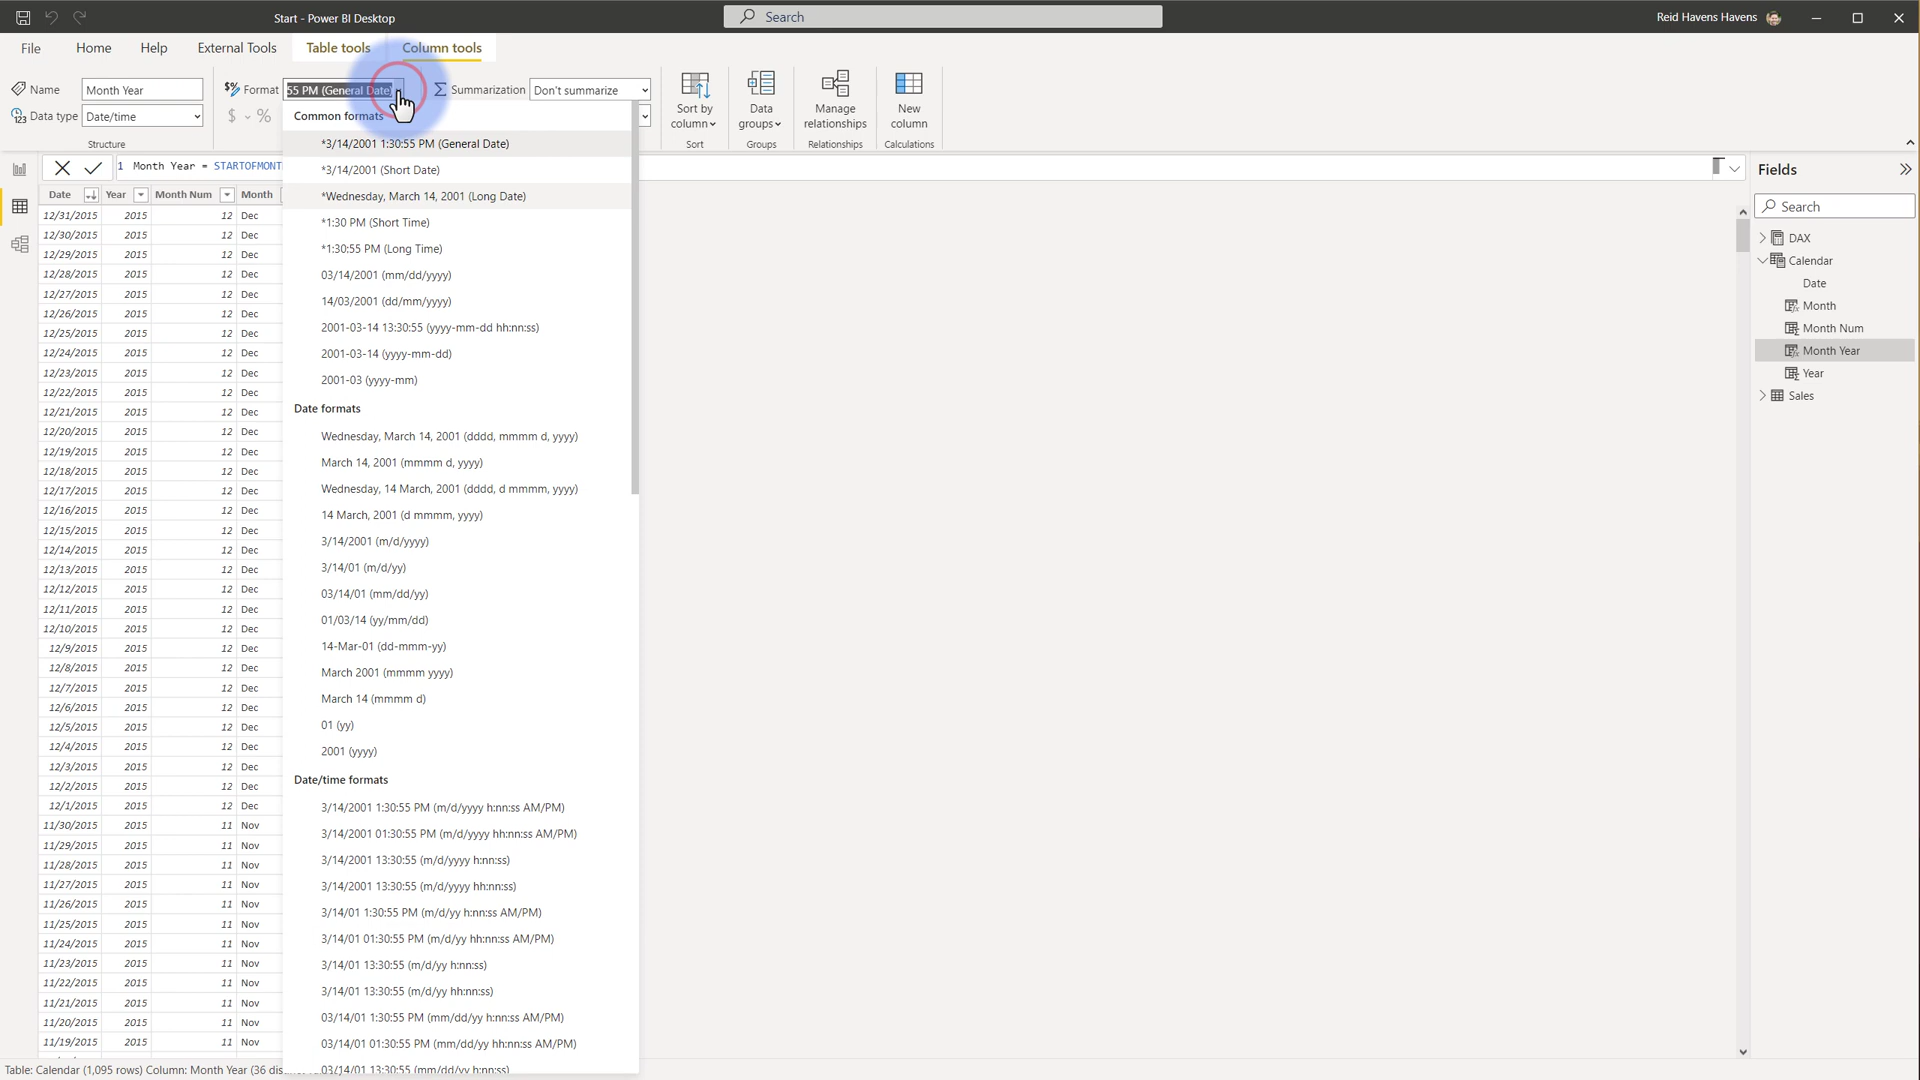 Start - Power BI Desktop
Search
Reid Havens Havens
File
Home
Help
External Tools
Table tools
Column tools
Name
Month Year
Data type
Date/time
Structure
Format
55 PM (General Date)
$
%
Summarization
Don't summarize
Sort by
column
Sort
Data
groups
Groups
Manage
relationships
Relationships
New
column
Calculations
1 Month Year = STARTOFMONT
Common formats
*3/14/2001 1:30:55 PM (General Date)
*3/14/2001 (Short Date)
*Wednesday, March 14, 2001 (Long Date)
*1:30 PM (Short Time)
*1:30:55 PM (Long Time)
03/14/2001 (mm/dd/yyyy)
14/03/2001 (dd/mm/yyyy)
2001-03-14 13:30:55 (yyyy-mm-dd hh:nn:ss)
2001-03-14 (yyyy-mm-dd)
2001-03 (yyyy-mm)
Date formats
Wednesday, March 14, 2001 (dddd, mmmm d, yyyy)
March 14, 2001 (mmmm d, yyyy)
Wednesday, 14 March, 2001 (dddd, d mmmm, yyyy)
14 March, 2001 (d mmmm, yyyy)
3/14/2001 (m/d/yyyy)
3/14/01 (m/d/yy)
03/14/01 (mm/dd/yy)
01/03/14 (yy/mm/dd)
14-Mar-01 (dd-mmm-yy)
March 2001 (mmmm yyyy)
March 14 (mmmm d)
01 (yy)
2001 (yyyy)
Date/time formats
3/14/2001 1:30:55 PM (m/d/yyyy h:nn:ss AM/PM)
3/14/2001 01:30:55 PM (m/d/yyyy hh:nn:ss AM/PM)
3/14/2001 13:30:55 (m/d/yyyy h:nn:ss)
3/14/2001 13:30:55 (m/d/yyyy hh:nn:ss)
3/14/01 1:30:55 PM (m/d/yy h:nn:ss AM/PM)
3/14/01 01:30:55 PM (m/d/yy hh:nn:ss AM/PM)
3/14/01 13:30:55 (m/d/yy h:nn:ss)
3/14/01 13:30:55 (m/d/yy hh:nn:ss)
03/14/01 1:30:55 PM (mm/dd/yy h:nn:ss AM/PM)
03/14/01 01:30:55 PM (mm/dd/yy hh:nn:ss AM/PM)
03/14/01 13:30:55 (mm/dd/yy h:nn:ss)
Date Year Month Num Month
12/31/2015 2015 12 Dec
12/30/2015 2015 12 Dec
12/29/2015 2015 12 Dec
12/28/2015 2015 12 Dec
12/27/2015 2015 12 Dec
12/26/2015 2015 12 Dec
12/25/2015 2015 12 Dec
12/24/2015 2015 12 Dec
12/23/2015 2015 12 Dec
12/22/2015 2015 12 Dec
12/21/2015 2015 12 Dec
12/20/2015 2015 12 Dec
12/19/2015 2015 12 Dec
12/18/2015 2015 12 Dec
12/17/2015 2015 12 Dec
12/16/2015 2015 12 Dec
12/15/2015 2015 12 Dec
12/14/2015 2015 12 Dec
12/13/2015 2015 12 Dec
12/12/2015 2015 12 Dec
12/11/2015 2015 12 Dec
12/10/2015 2015 12 Dec
12/9/2015 2015 12 Dec
12/8/2015 2015 12 Dec
12/7/2015 2015 12 Dec
12/6/2015 2015 12 Dec
12/5/2015 2015 12 Dec
12/4/2015 2015 12 Dec
12/3/2015 2015 12 Dec
12/2/2015 2015 12 Dec
12/1/2015 2015 12 Dec
11/30/2015 2015 11 Nov
11/29/2015 2015 11 Nov
11/28/2015 2015 11 Nov
11/27/2015 2015 11 Nov
11/26/2015 2015 11 Nov
11/25/2015 2015 11 Nov
11/24/2015 2015 11 Nov
11/23/2015 2015 11 Nov
11/22/2015 2015 11 Nov
11/21/2015 2015 11 Nov
11/20/2015 2015 11 Nov
11/19/2015 2015 11 Nov
Fields
Search
DAX
Calendar
Date
Month
Month Num
Month Year
Year
Sales
Table: Calendar (1,095 rows) Column: Month Year (36